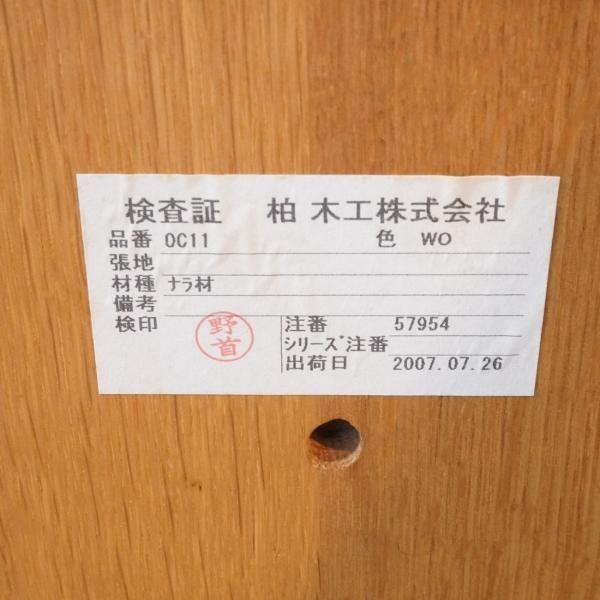 検査証 柏木工株式会社
品番 OC11 色 WO
張地
材種 ナラ材
備考
検印 野首 注番 57954
シリーズ注番
出荷日 2007.07.26